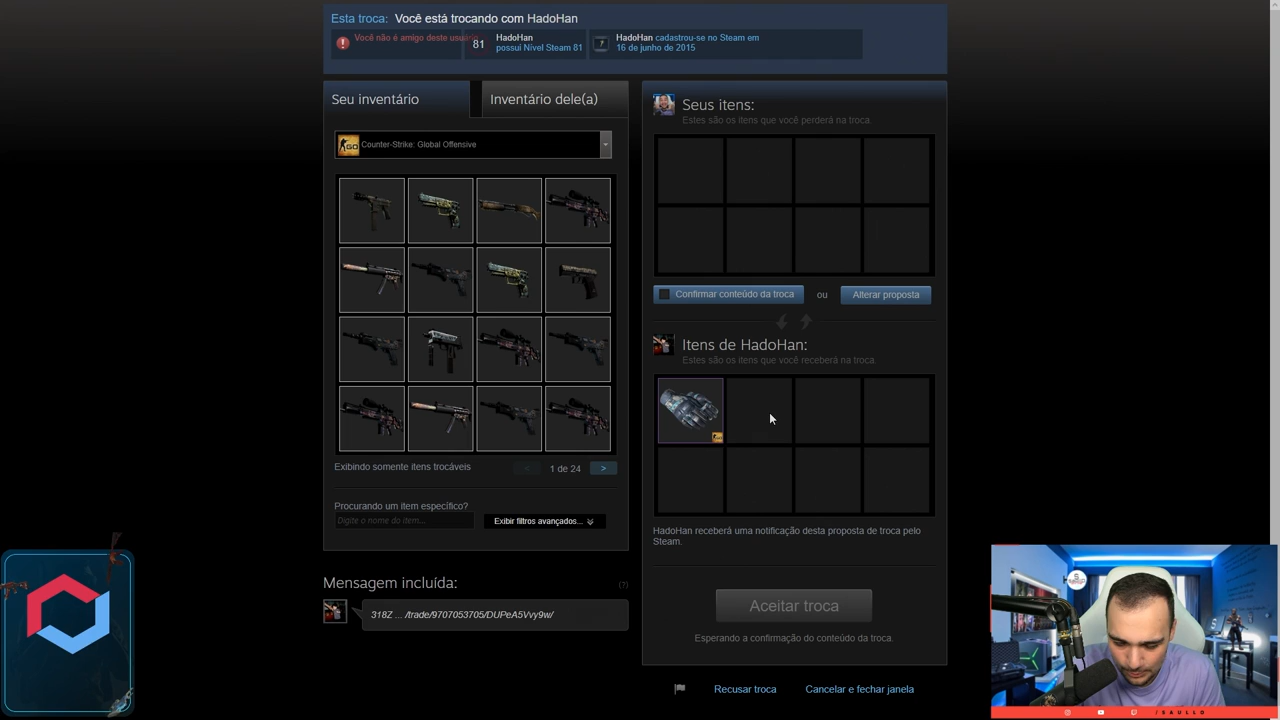 Esta troca: Você está trocando com HadoHan
Você não é amigo deste usuário
81
HadoHan
possui Nível Steam 81
7
HadoHan cadastrou-se no Steam em
16 de junho de 2015
Seu inventário
Inventário dele(a)
Counter-Strike: Global Offensive
Exibindo somente itens trocáveis
< 1 de 24 >
Procurando um item específico?
Digite o nome do item...
Exibir filtros avançados...
Mensagem incluída:
(?)
318Z ... /trade/9707053705/DUPeA5Vvy9w/
Seus itens:
Estes são os itens que você perderá na troca.
Confirmar conteúdo da troca
ou
Alterar proposta
Itens de HadoHan:
Estes são os itens que você receberá na troca.
HadoHan receberá uma notificação desta proposta de troca pelo
Steam.
Aceitar troca
Esperando a confirmação do conteúdo da troca.
Recusar troca
Cancelar e fechar janela
/SAULLO